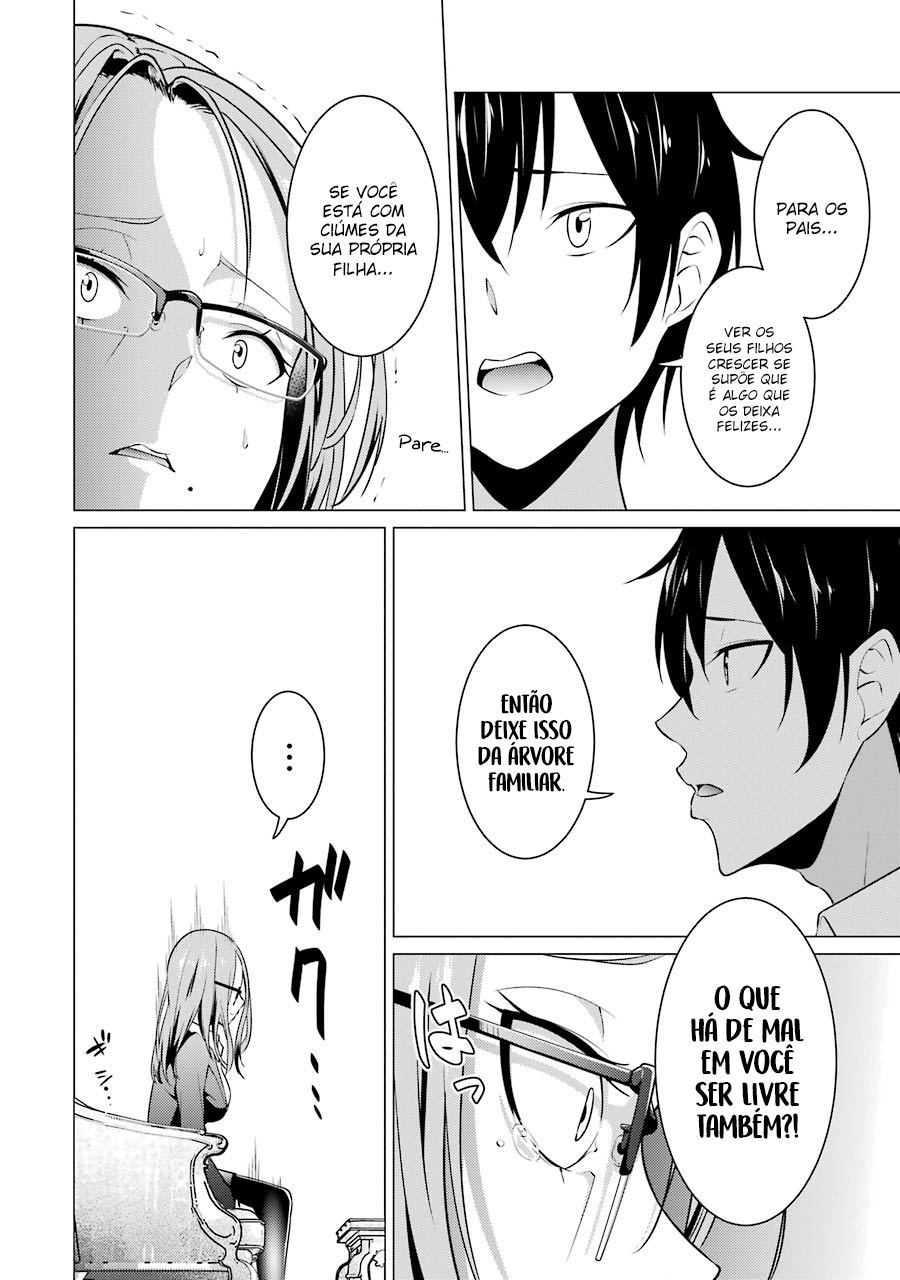 PARA OS
PAIS...
VER OS
SEUS FILHOS
CRESCER SE
SUPÕE QUE
É ALGO QUE
OS DEIXA
FELIZES...
SE VOCÊ
ESTÁ COM
CIÚMES DA
SUA PRÓPRIA
FILHA...
Pare...
ENTÃO
DEIXE ISSO
DA ÁRVORE
FAMILIAR.
O QUE
HÁ DE MAL
EM VOCÊ
SER LIVRE
TAMBÉM?!
はっ
...
ガクッ